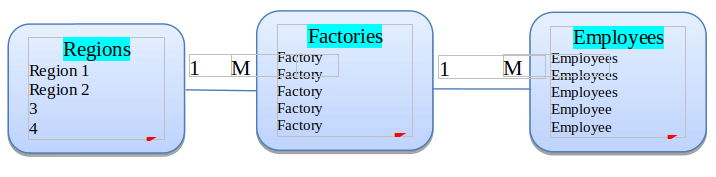 Regions
Region 1
Region 2
3
4
1 M
Factories
Factory
Factory
Factory
Factory
Factory
1 M
Employees
Employees
Employees
Employees
Employee
Employee